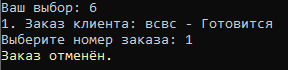 Ваш выбор: 6
1. Заказ клиента: всвс - Готовится
Выберите номер заказа: 1
Заказ отменён.